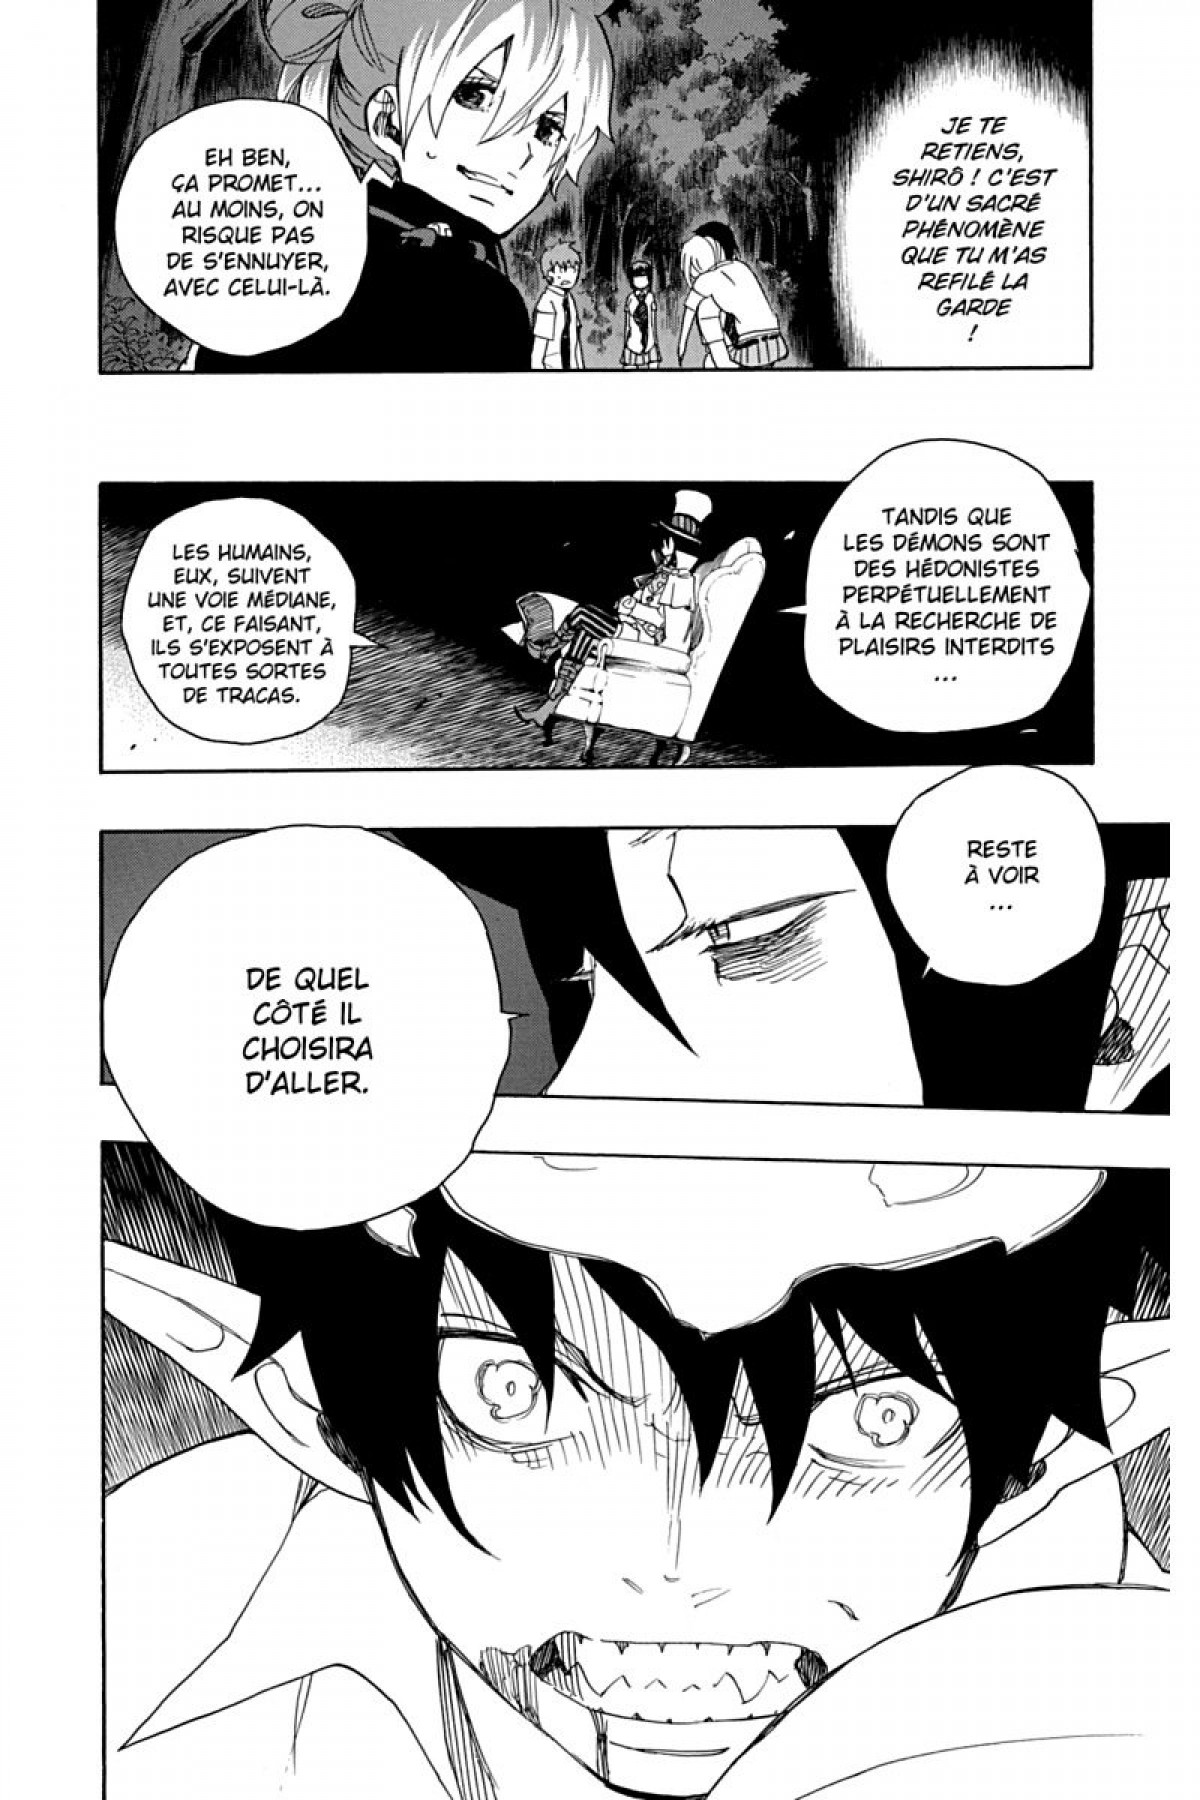 JE TE
RETIENS,
SHIRÔ ! C'EST
D'UN SACRÉ
PHÉNOMÈNE
QUE TU M'AS
REFILÉ LA
GARDE
!
EH BEN,
ÇA PROMET...
AU MOINS, ON
RISQUE PAS
DE S'ENNUYER,
AVEC CELUI-LÀ.
TANDIS QUE
LES DÉMONS SONT
DES HÉDONISTES
PERPÉTUELLEMENT
À LA RECHERCHE DE
PLAISIRS INTERDITS
...
LES HUMAINS,
EUX, SUIVENT
UNE VOIE MÉDIANE,
ET, CE FAISANT,
ILS S'EXPOSENT À
TOUTES SORTES
DE TRACAS.
RESTE
À VOIR
...
DE QUEL
CÔTÉ IL
CHOISIRA
D'ALLER.